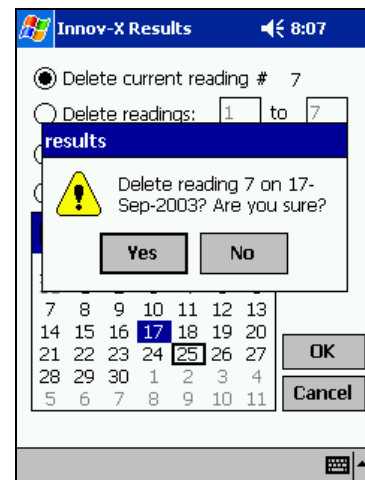 Innov-X Results 8:07
Delete current reading # 7
Delete readings: 1 to 7
results
Delete reading 7 on 17-
Sep-2003? Are you sure?
Yes No
7 8 9 10 11 12 13
14 15 16 17 18 19 20
21 22 23 24 25 26 27
28 29 30 1 2 3 4
5 6 7 8 9 10 11
OK
Cancel